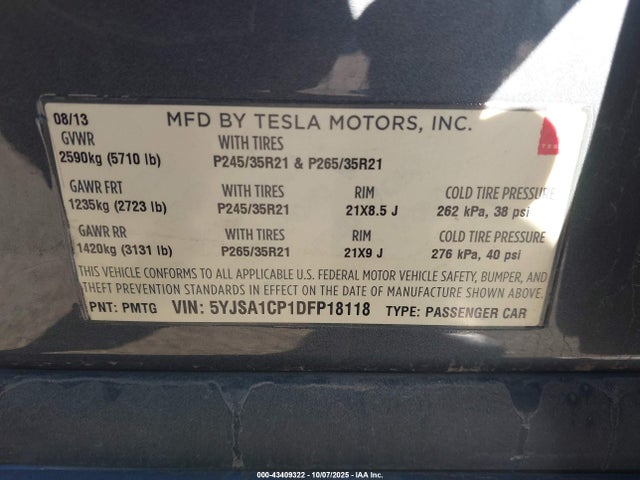 08/13 MFD BY TESLA MOTORS, INC.
GVWR WITH TIRES
2590kg (5710 lb) P245/35R21 & P265/35R21
GAWR FRT WITH TIRES RIM COLD TIRE PRESSURE
1235kg (2723 lb) P245/35R21 21X8.5 J 262 kPa, 38 psi
GAWR RR WITH TIRES RIM COLD TIRE PRESSURE
1420kg (3131 lb) P265/35R21 21X9 J 276 kPa, 40 psi
THIS VEHICLE CONFORMS TO ALL APPLICABLE U.S. FEDERAL MOTOR VEHICLE SAFETY, BUMPER, AND
THEFT PREVENTION STANDARDS IN EFFECT ON THE DATE OF MANUFACTURE SHOWN ABOVE.
PNT: PMTG VIN: 5YJSA1CP1DFP18118 TYPE: PASSENGER CAR
000-43409322 - 10/07/2025 - IAA Inc.